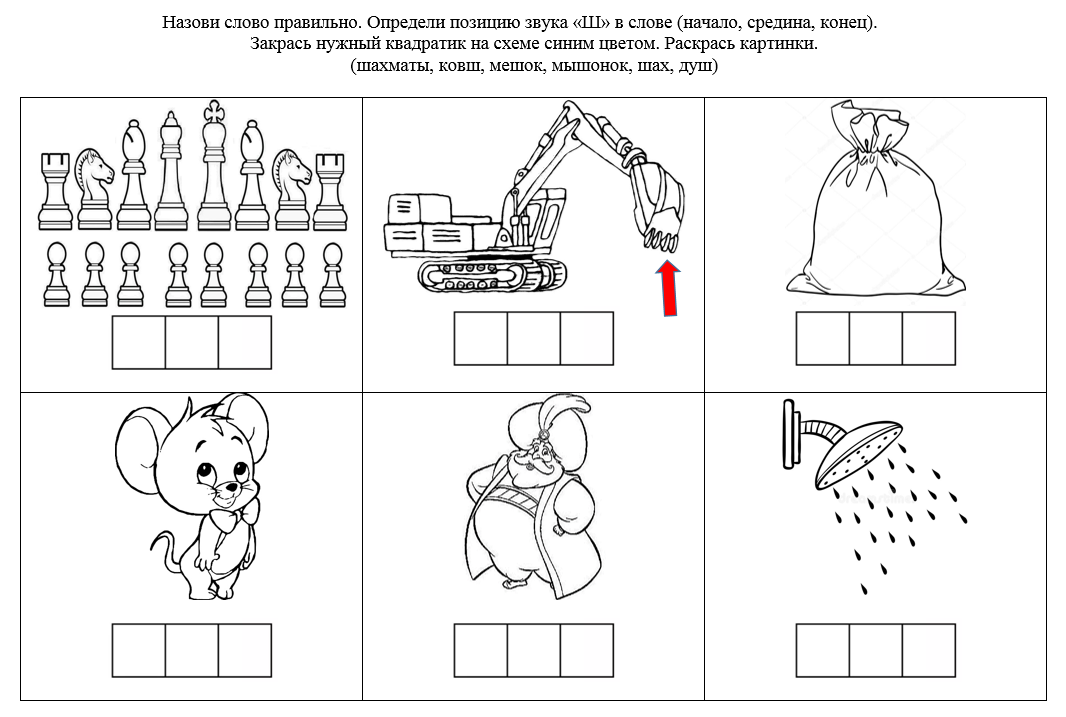 Назови слово правильно. Определи позицию звука «Ш» в слове (начало, средина, конец).
Закрась нужный квадратик на схеме синим цветом. Раскрась картинки.
(шахматы, ковш, мешок, мышонок, шах, душ)